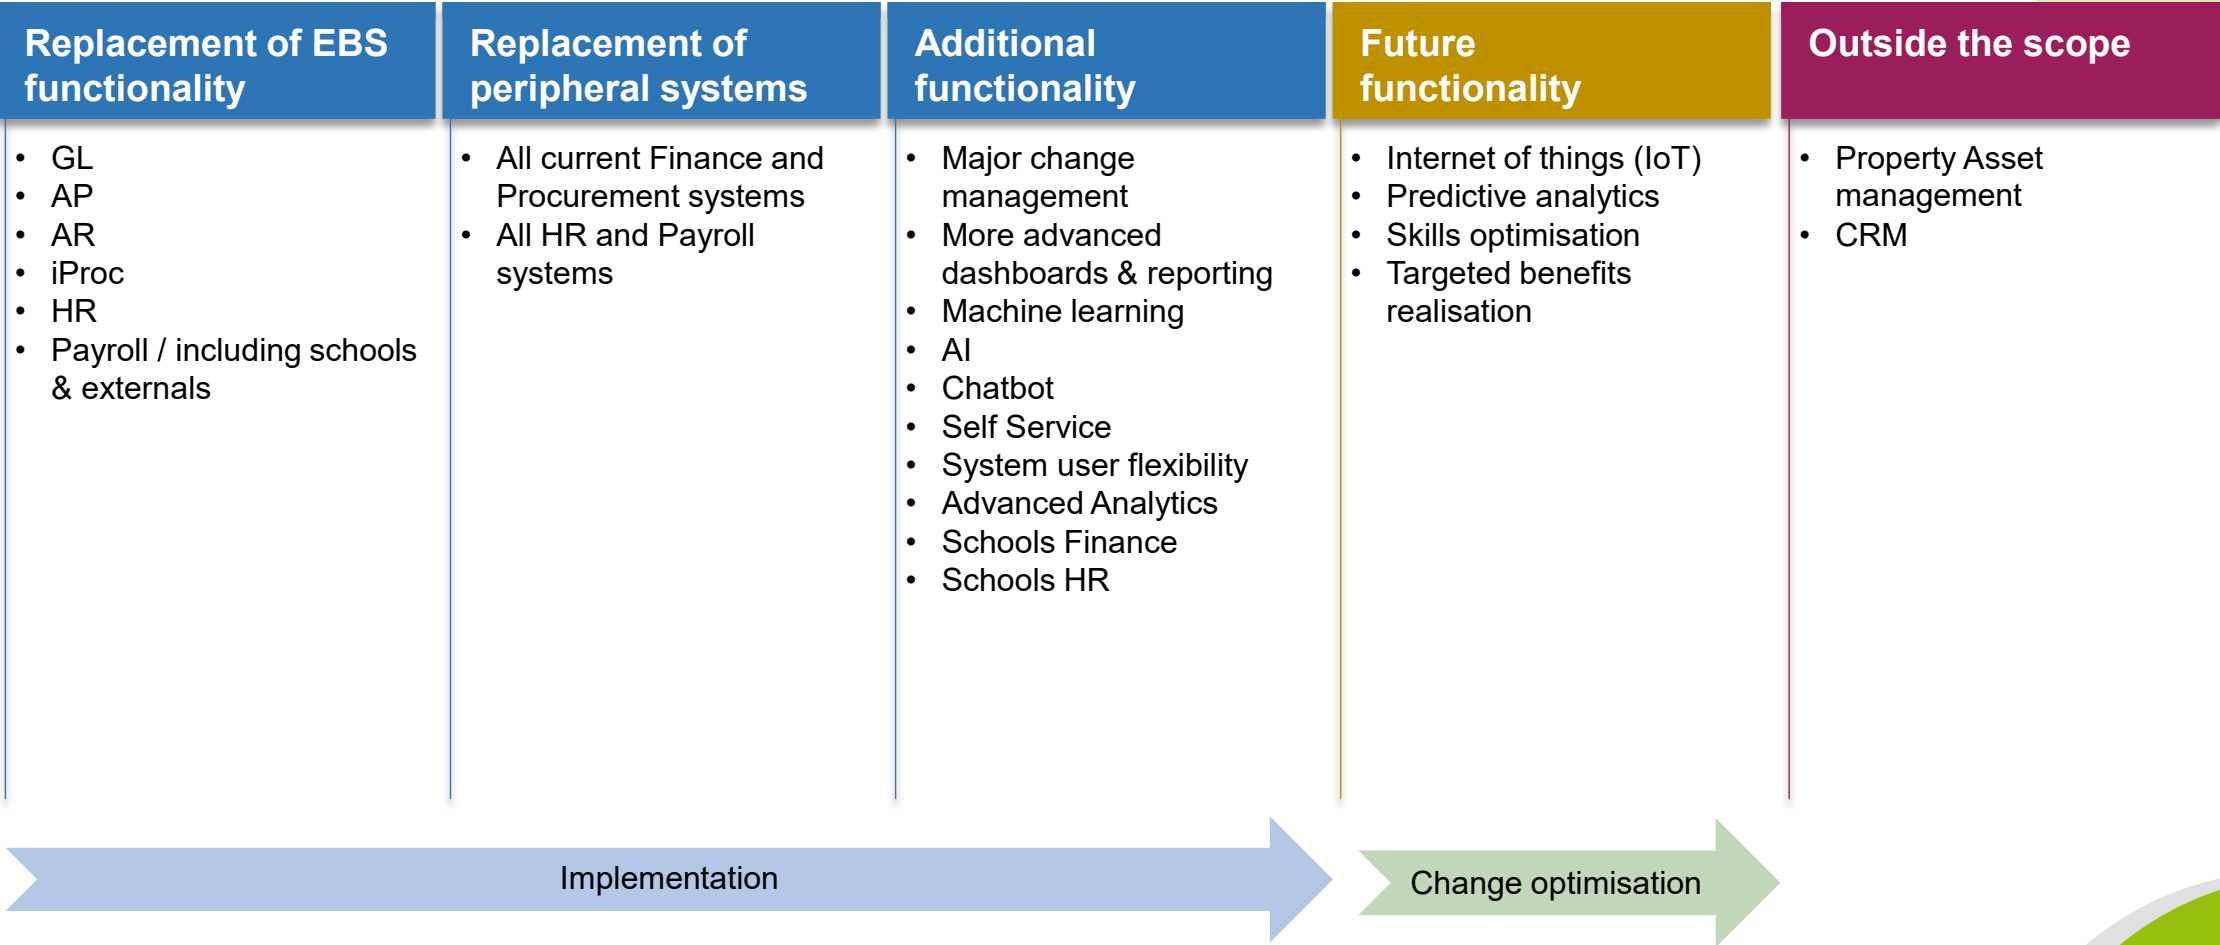 Replacement of EBS
functionality
• GL
• AP
• AR
• iProc
• HR
• Payroll / including schools
& externals
Replacement of
peripheral systems
• All current Finance and
Procurement systems
• All HR and Payroll
systems
Additional
functionality
• Major change
management
• More advanced
dashboards & reporting
• Machine learning
• AI
• Chatbot
• Self Service
• System user flexibility
• Advanced Analytics
• Schools Finance
• Schools HR
Future
functionality
• Internet of things (IoT)
• Predictive analytics
• Skills optimisation
• Targeted benefits
realisation
Outside the scope
• Property Asset
management
• CRM
Implementation
Change optimisation